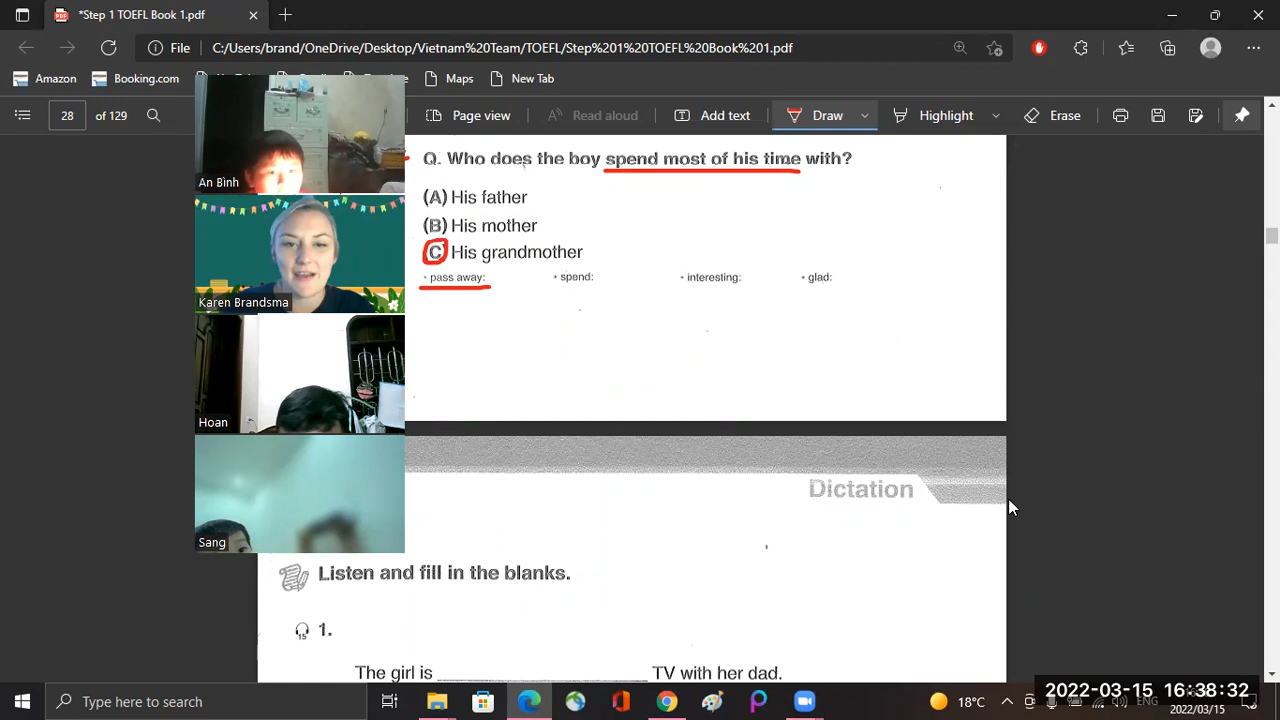 *Step 1 TOEFL Book 1.pdf
File C:/Users/brand/OneDrive/Desktop/Vietnam%20Team/TOEFL/Step%201%20TOEFL%20Book%201.pdf
Amazon Booking.com Maps New Tab
28 of 129 Page view Read aloud Add text Draw Highlight Erase
An Bình
Karen Brandsma
Hoan
Sang
Q. Who does the boy spend most of his time with?
(A) His father
(B) His mother
(C) His grandmother
* pass away: * spend: * interesting: * glad:
Dictation
Listen and fill in the blanks.
15 1.
The girl is TV with her dad.
Type here to search
18°C ENG
2022-03-15 16:38:32
2022/03/15